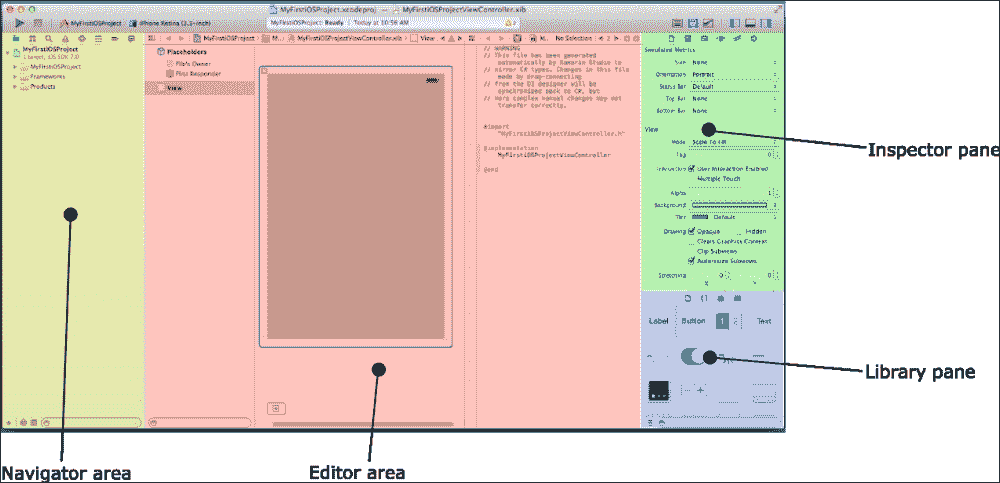 MyFirstiOSProject.xcodeproj — MyFirstiOSProjectViewController.xib
MyFirstiOSProject iPhone Retina (3.5-inch)
MyFirstiOSProject: Ready Today at 10:56 AM
MyFirstiOSProject M... MyFirstiOSProjectViewController.xib View
M... No Selection 2
MyFirstiOSProject
1 target, iOS SDK 7.0
MyFirstiOSProject
Frameworks
Products
Placeholders
File's Owner
First Responder
View
// WARNING
// This file has been generated
automatically by Xamarin Studio to
// mirror C# types. Changes in this file
made by drag-connecting
// from the UI designer will be
synchronized back to C#, but
// more complex manual changes may not
transfer correctly.
#import
"MyFirstiOSProjectViewController.h"
@implementation
MyFirstiOSProjectViewController
@end
Simulated Metrics
Size None
Orientation Portrait
Status Bar Default
Top Bar None
Bottom Bar None
View
Mode Scale To Fill
Tag 0
Interaction User Interaction Enabled
Multiple Touch
Alpha 1
Background
Tint Default
Drawing Opaque Hidden
Clears Graphics Context
Clip Subviews
Autoresize Subviews
Stretching 0 0
X Y
Label Button 1 2 Text
Inspector pane
Library pane
Navigator area
Editor area